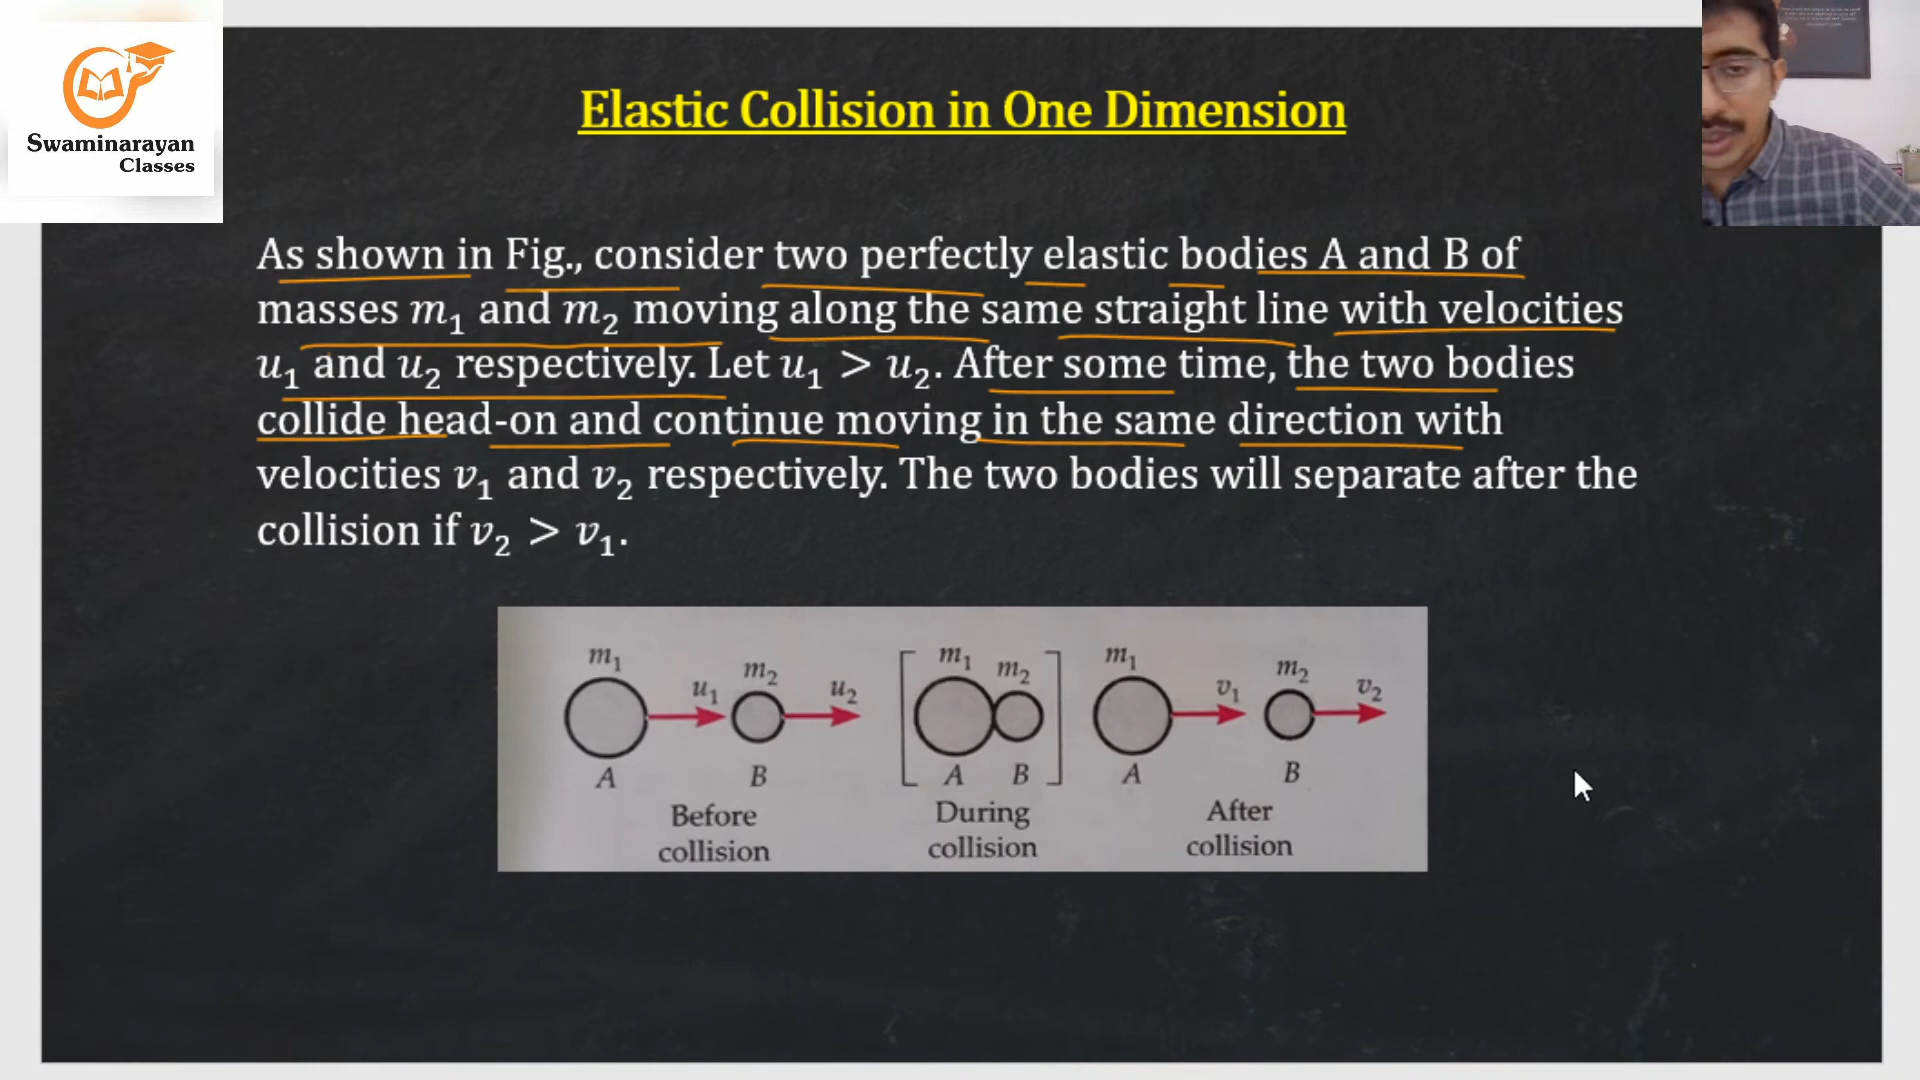 Swaminarayan
Classes
Elastic Collision in One Dimension
As shown in Fig., consider two perfectly elastic bodies A and B of
masses m₁ and m₂ moving along the same straight line with velocities
u₁ and u₂ respectively. Let u₁ > u₂. After some time, the two bodies
collide head-on and continue moving in the same direction with
velocities v₁ and v₂ respectively. The two bodies will separate after the
collision if v₂ > v₁.
m₁ u₁ m₂ u₂
A B
Before
collision
m₁ m₂
A B
During
collision
m₁ v₁ m₂ v₂
A B
After
collision